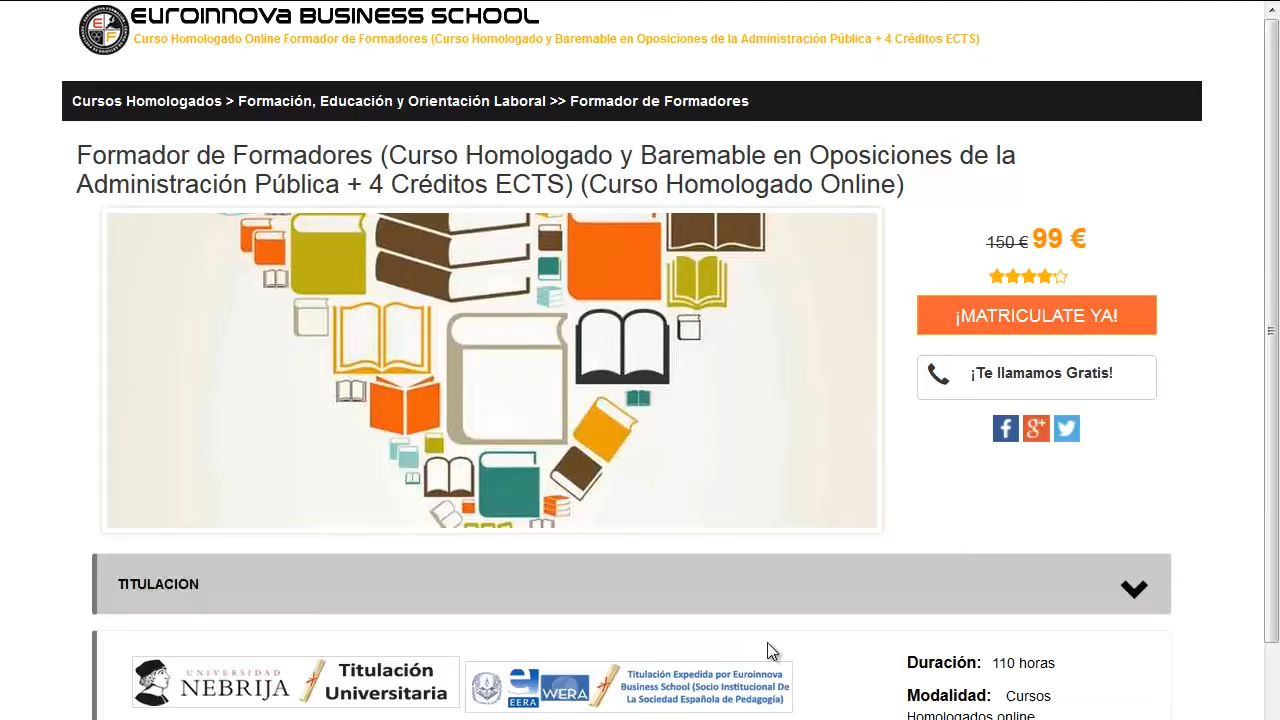 EUROINNOVA BUSINESS SCHOOL
Curso Homologado Online Formador de Formadores (Curso Homologado y Baremable en Oposiciones de la Administración Pública + 4 Créditos ECTS)
Cursos Homologados > Formación, Educación y Orientación Laboral >> Formador de Formadores
Formador de Formadores (Curso Homologado y Baremable en Oposiciones de la
Administración Pública + 4 Créditos ECTS) (Curso Homologado Online)
150 € 99 €
¡MATRICULATE YA!
¡Te llamamos Gratis!
TITULACION
UNIVERSIDAD
NEBRIJA
Titulación
Universitaria
EERA
WERA
Titulación Expedida por Euroinnova
Business School (Socio Institucional De
La Sociedad Española de Pedagogía)
Duración: 110 horas
Modalidad: Cursos
Homologados online